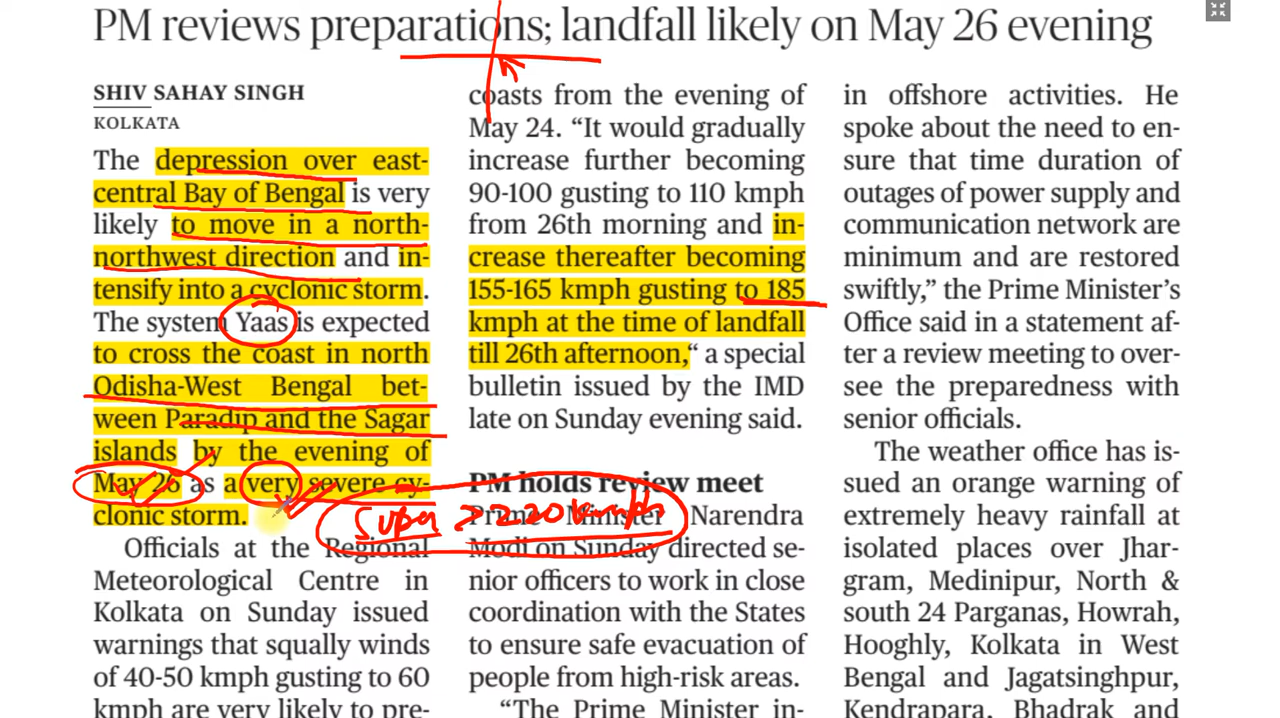 PM reviews preparations; landfall likely on May 26 evening
SHIV SAHAY SINGH
KOLKATA
The depression over east-
central Bay of Bengal is very
likely to move in a north-
northwest direction and in-
tensify into a cyclonic storm.
The system Yaas is expected
to cross the coast in north
Odisha-West Bengal bet-
ween Paradip and the Sagar
islands by the evening of
May 26 as a very severe cy-
clonic storm.
Officials at the Regional
Meteorological Centre in
Kolkata on Sunday issued
warnings that squally winds
of 40-50 kmph gusting to 60
kmph are very likely to pre-
coasts from the evening of
May 24. “It would gradually
increase further becoming
90-100 gusting to 110 kmph
from 26th morning and in-
crease thereafter becoming
155-165 kmph gusting to 185
kmph at the time of landfall
till 26th afternoon,“ a special
bulletin issued by the IMD
late on Sunday evening said.
PM holds review meet
Super >220 kmph
Prime Minister Narendra
Modi on Sunday directed se-
nior officers to work in close
coordination with the States
to ensure safe evacuation of
people from high-risk areas.
“The Prime Minister in-
in offshore activities. He
spoke about the need to en-
sure that time duration of
outages of power supply and
communication network are
minimum and are restored
swiftly,” the Prime Minister’s
Office said in a statement af-
ter a review meeting to over-
see the preparedness with
senior officials.
The weather office has is-
sued an orange warning of
extremely heavy rainfall at
isolated places over Jhar-
gram, Medinipur, North &
south 24 Parganas, Howrah,
Hooghly, Kolkata in West
Bengal and Jagatsinghpur,
Kendrapara, Bhadrak and